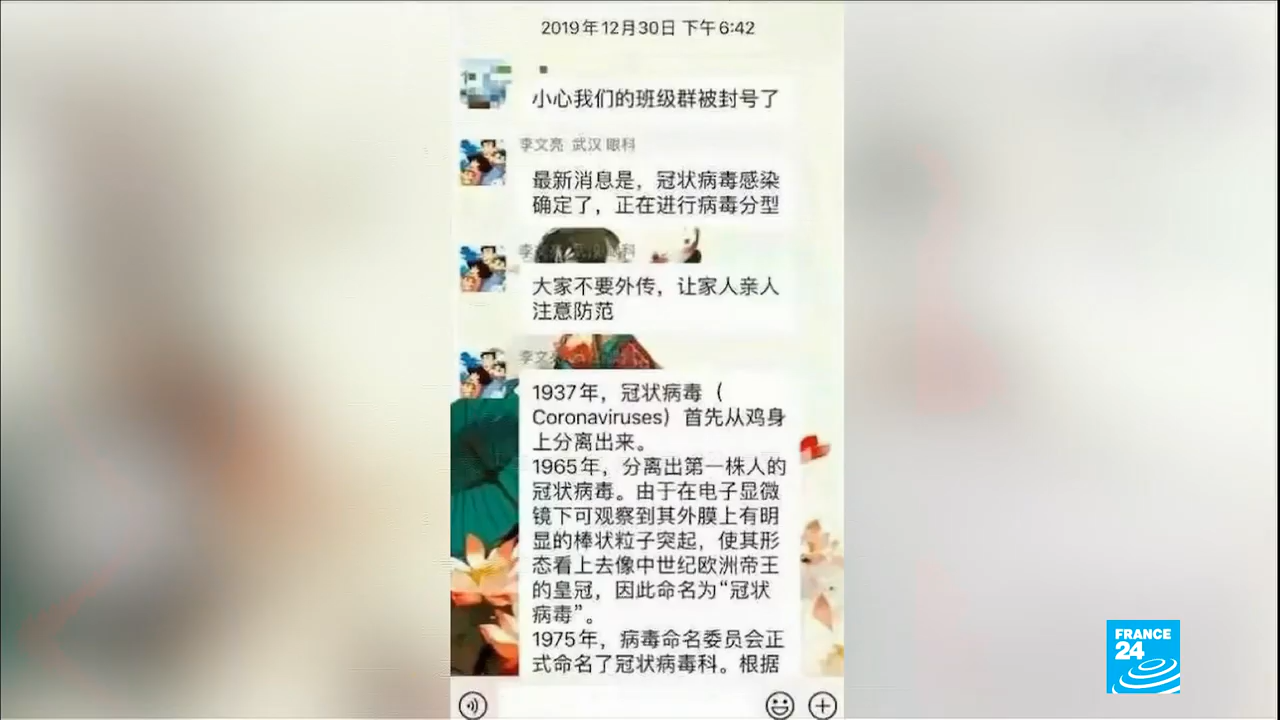 2019年12月30日 下午6:42
小心我们的班级群被封号了
李文亮 武汉 眼科
最新消息是，冠状病毒感染
确定了，正在进行病毒分型
大家不要外传，让家人亲人
注意防范
1937年，冠状病毒（
Coronaviruses）首先从鸡身
上分离出来。
1965年，分离出第一株人的
冠状病毒。由于在电子显微
镜下可观察到其外膜上有明
显的棒状粒子突起，使其形
态看上去像中世纪欧洲帝王
的皇冠，因此命名为“冠状
病毒”。
1975年，病毒命名委员会正
式命名了冠状病毒科。根据
FRANCE
24